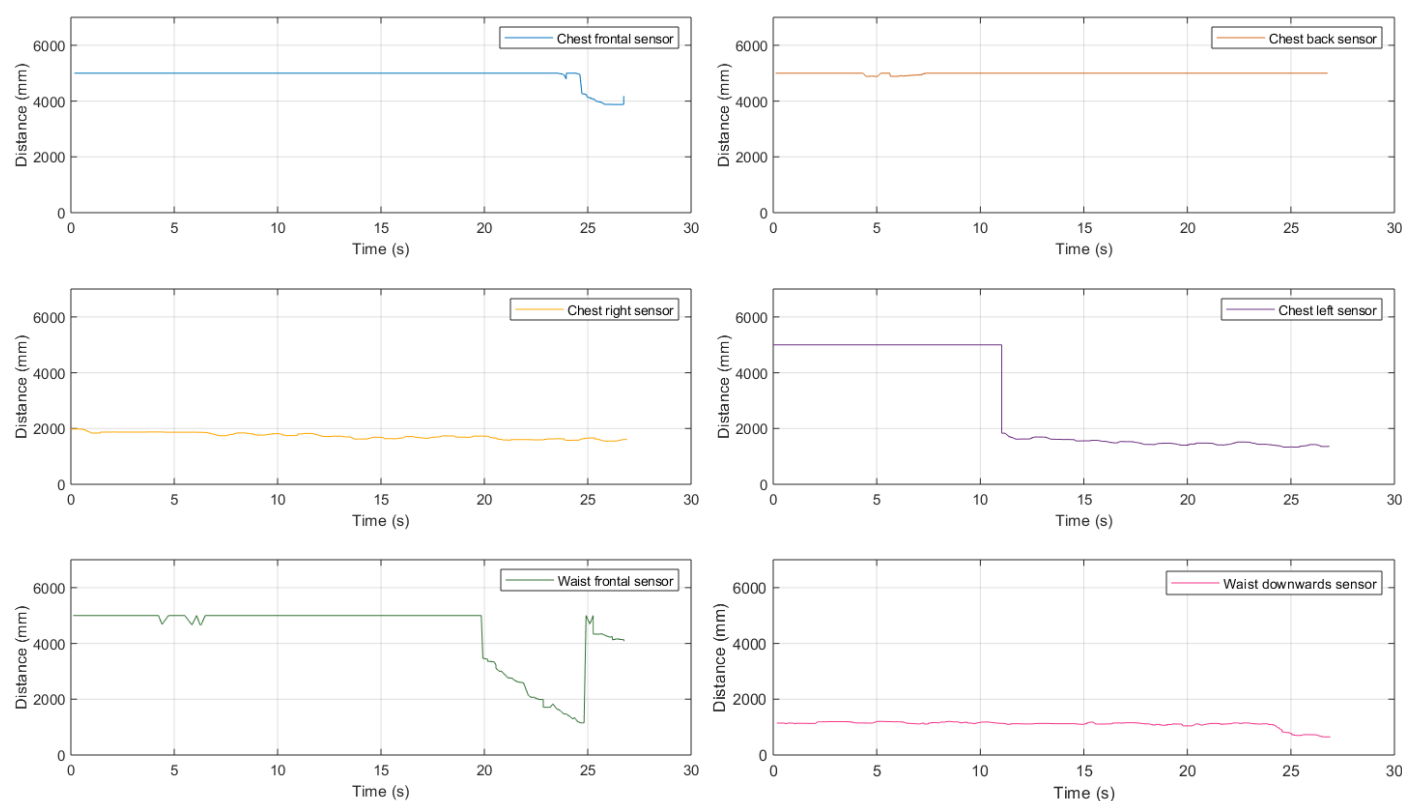 Chest frontal sensor
Distance (mm)
6000
4000
2000
0
0 5 10 15 20 25 30
Time (s)
Chest back sensor
Distance (mm)
6000
4000
2000
0
0 5 10 15 20 25 30
Time (s)
Chest right sensor
Distance (mm)
6000
4000
2000
0
0 5 10 15 20 25 30
Time (s)
Chest left sensor
Distance (mm)
6000
4000
2000
0
0 5 10 15 20 25 30
Time (s)
Waist frontal sensor
Distance (mm)
6000
4000
2000
0
0 5 10 15 20 25 30
Time (s)
Waist downwards sensor
Distance (mm)
6000
4000
2000
0
0 5 10 15 20 25 30
Time (s)